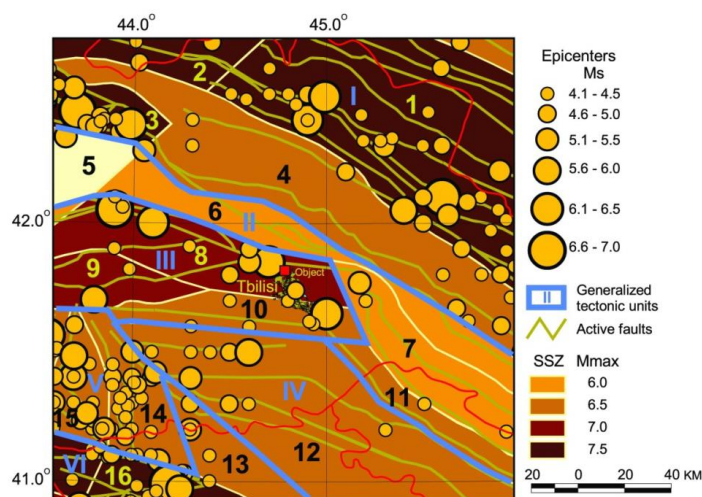 44.0°
45.0°
42.0°
41.0°
2
I
1
3
5
4
6
II
III
8
9
Object
Tbilisi
10
7
V
IV
11
15
14
12
13
VI
16
Epicenters
Ms
4.1 - 4.5
4.6 - 5.0
5.1 - 5.5
5.6 - 6.0
6.1 - 6.5
6.6 - 7.0
II Generalized
tectonic units
Active faults
SSZ Mmax
6.0
6.5
7.0
7.5
20 0 20 40 KM